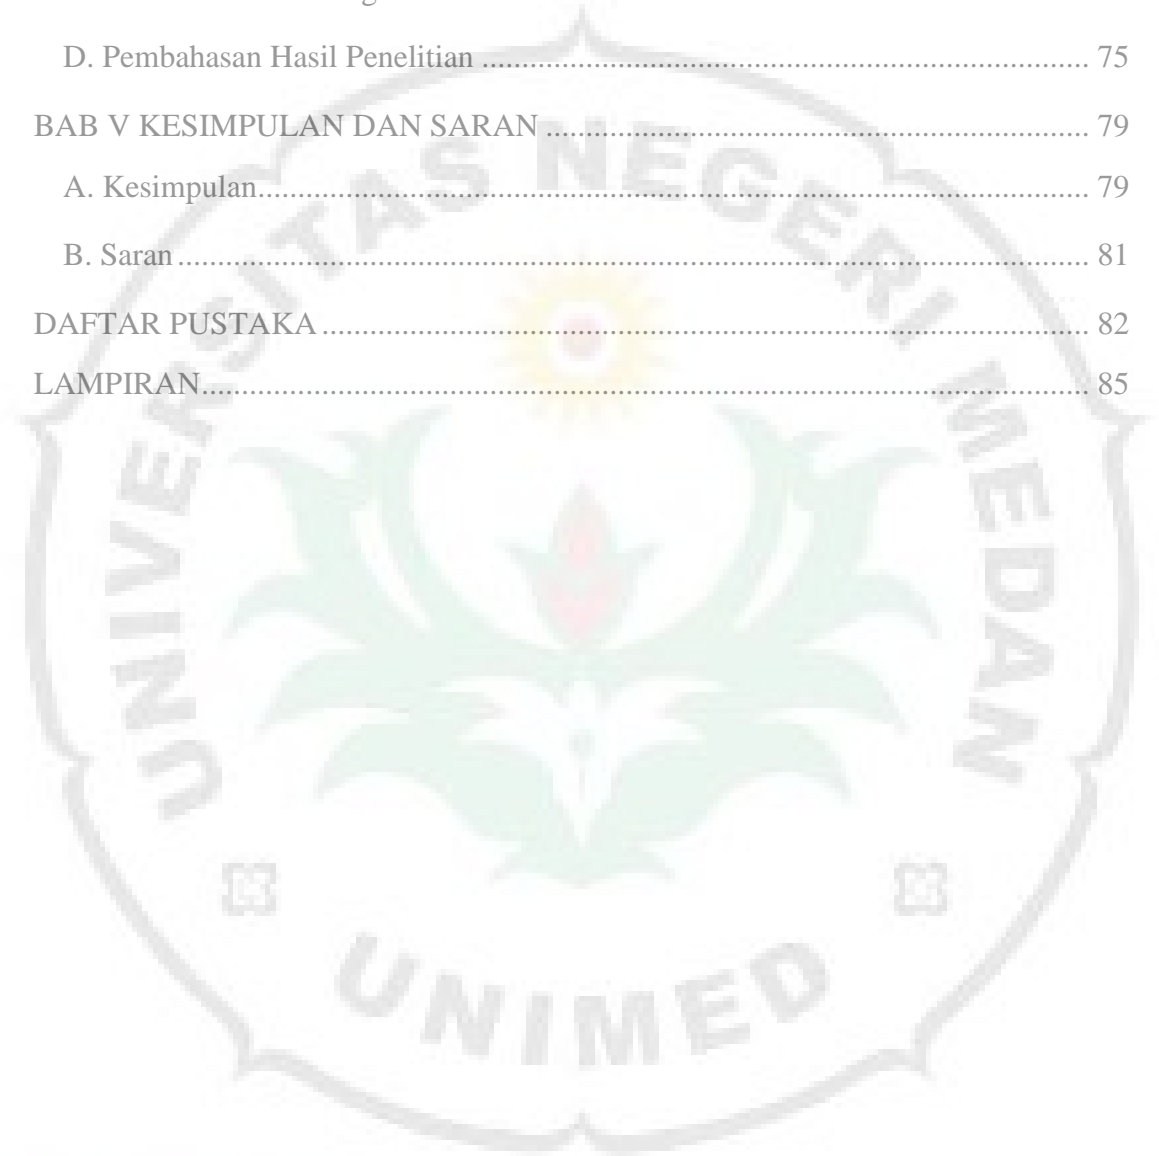 D. Pembahasan Hasil Penelitian ............................................................................ 75
BAB V KESIMPULAN DAN SARAN .................................................................... 79
A. Kesimpulan........................................................................................................ 79
B. Saran .................................................................................................................. 81
DAFTAR PUSTAKA ................................................................................................ 82
LAMPIRAN............................................................................................................... 85
UNIVERSITAS NEGERI MEDAN
UNIMED